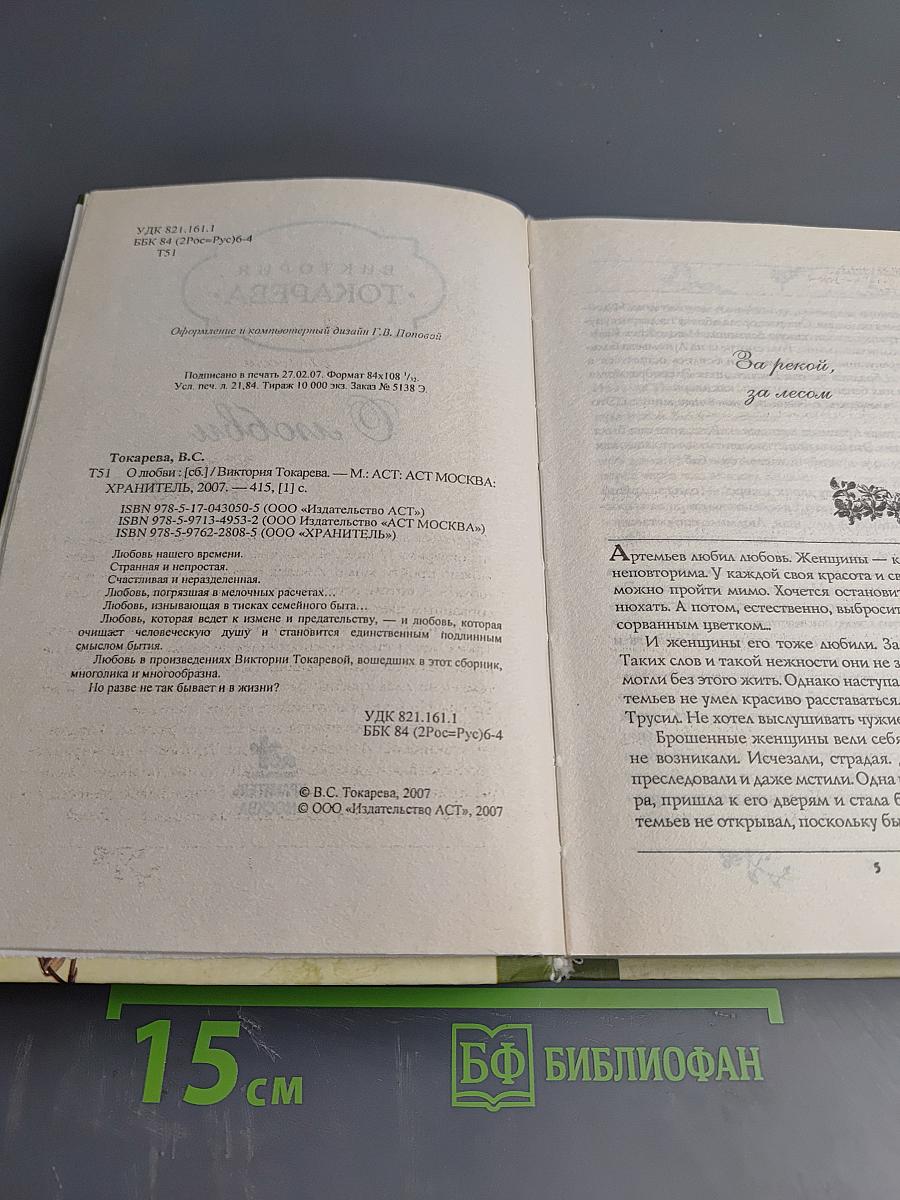 УДК 821.161.1
ББК 84 (2Рос=Рус)6-4
Т51
ВИКТОРИЯ
ТОКАРЕВА
Оформление и компьютерный дизайн Г.В. Поповой
Подписано в печать 27.02.07. Формат 84х108 1/32.
Усл. печ. л. 21,84. Тираж 10 000 экз. Заказ № 5138 Э.
О любви
Токарева, В.С.
Т51 О любви : [сб.] / Виктория Токарева. — М.: АСТ: АСТ МОСКВА:
ХРАНИТЕЛЬ, 2007. — 415, [1] с.
ISBN 978-5-17-043050-5 (ООО «Издательство АСТ»)
ISBN 978-5-9713-4953-2 (ООО Издательство «АСТ МОСКВА»)
ISBN 978-5-9762-2808-5 (ООО «ХРАНИТЕЛЬ»)
Любовь нашего времени.
Странная и непростая.
Счастливая и неразделенная.
Любовь, погрязшая в мелочных расчетах...
Любовь, изнывающая в тисках семейного быта...
Любовь, которая ведет к измене и предательству, — и любовь, которая
очищает человеческую душу и становится единственным подлинным
смыслом бытия.
Любовь в произведениях Виктории Токаревой, вошедших в этот сборник,
многолика и многообразна.
Но разве не так бывает и в жизни?
УДК 821.161.1
ББК 84 (2Рос=Рус)6-4
© В.С. Токарева, 2007
© ООО «Издательство АСТ», 2007
За рекой,
за лесом
Артемьев любил любовь. Женщины — к
неповторима. У каждой своя красота и св
можно пройти мимо. Хочется остановит
нюхать. А потом, естественно, выбросит
сорванным цветком...
И женщины его тоже любили. За
Таких слов и такой нежности они не з
могли без этого жить. Однако наступа
темьев не умел красиво расставаться.
Трусил. Не хотел выслушивать чужие
Брошенные женщины вели себя
не возникали. Исчезали, страдая.
преследовали и даже мстили. Одна
ра, пришла к его дверям и стала б
темьев не открывал, поскольку бы
5
15 см
БФ БИБЛИОФАН